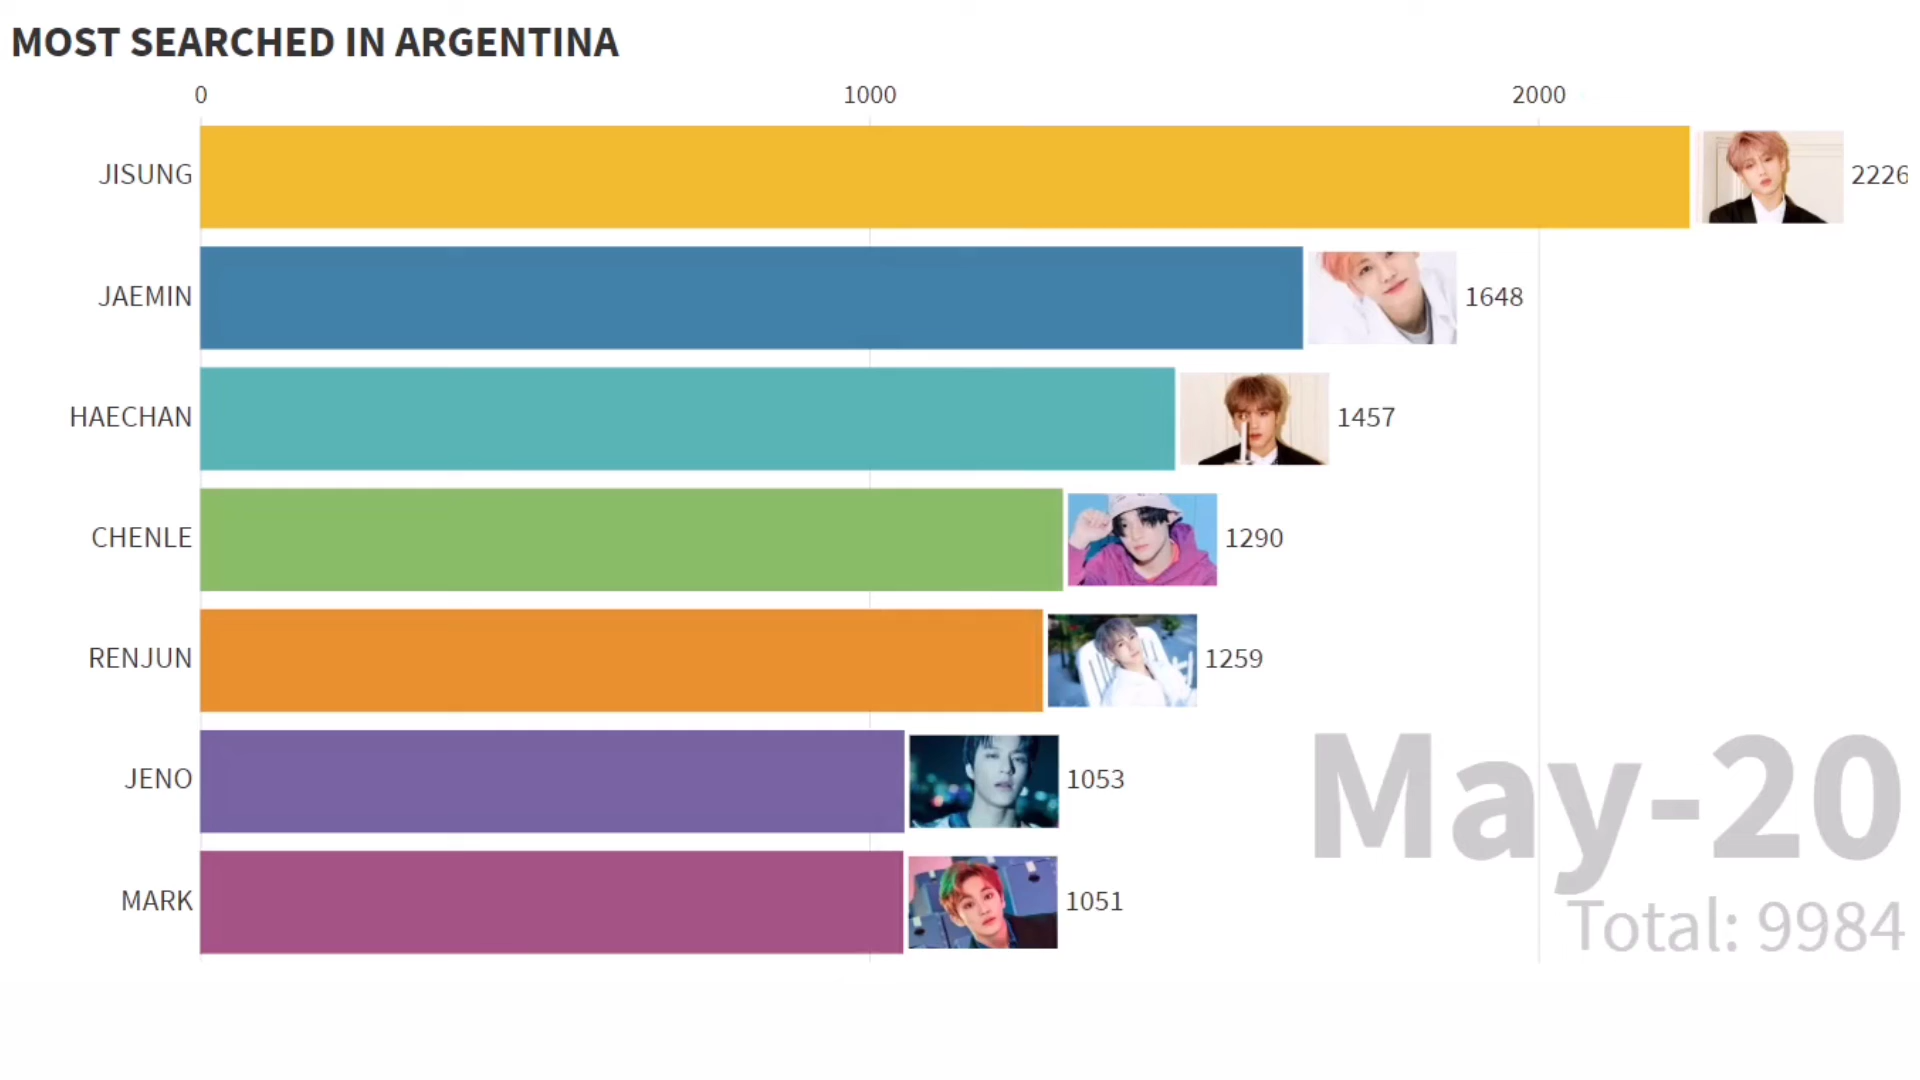 MOST SEARCHED IN ARGENTINA
0 1000 2000
JISUNG 2226
JAEMIN 1648
HAECHAN 1457
CHENLE 1290
RENJUN 1259
JENO 1053
MARK 1051
May-20
Total: 9984